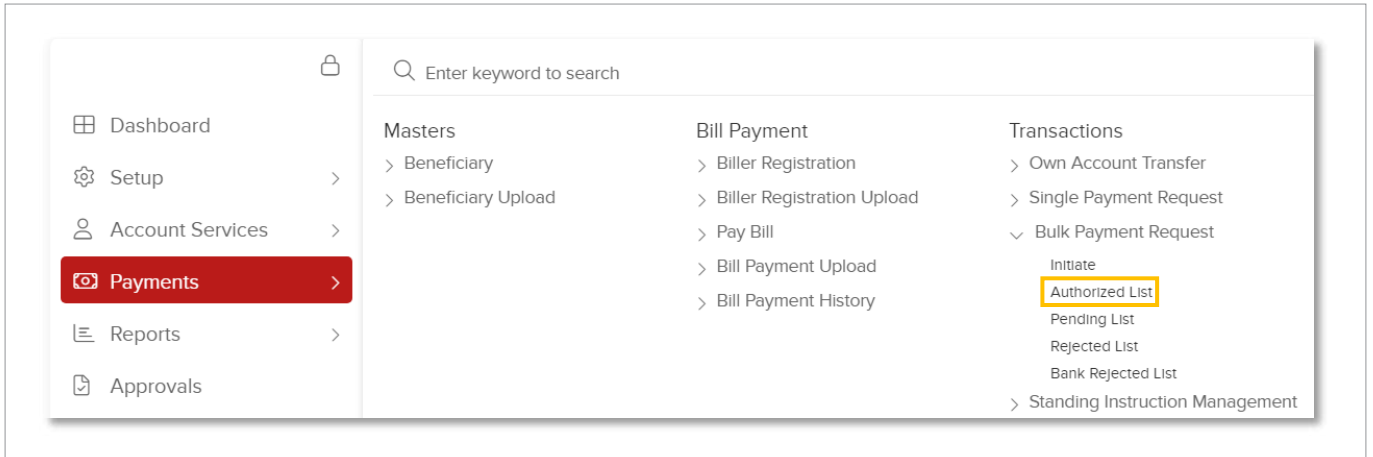 Enter keyword to search
Dashboard
Setup
Account Services
Payments
Reports
Approvals
Masters
Beneficiary
Beneficiary Upload
Bill Payment
Biller Registration
Biller Registration Upload
Pay Bill
Bill Payment Upload
Bill Payment History
Transactions
Own Account Transfer
Single Payment Request
Bulk Payment Request
Initiate
Authorized List
Pending List
Rejected List
Bank Rejected List
Standing Instruction Management